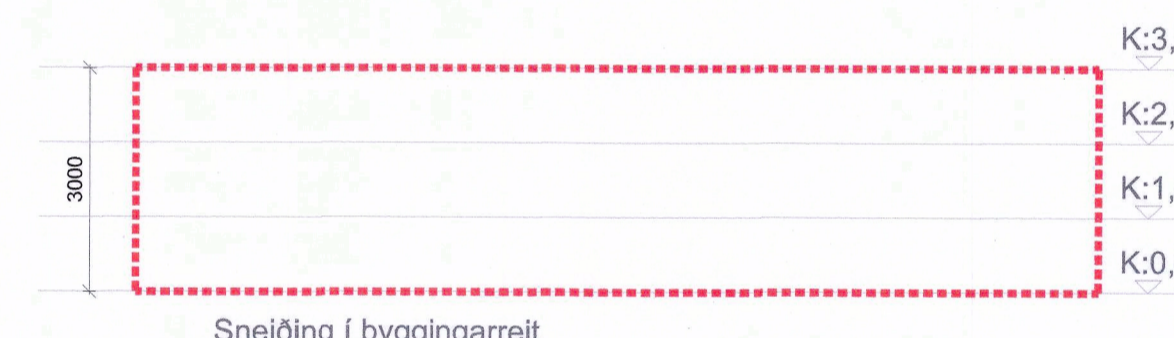 K:3,
K:2,
3000
K:1,
K:0,
Sneiðing í byggingarreit